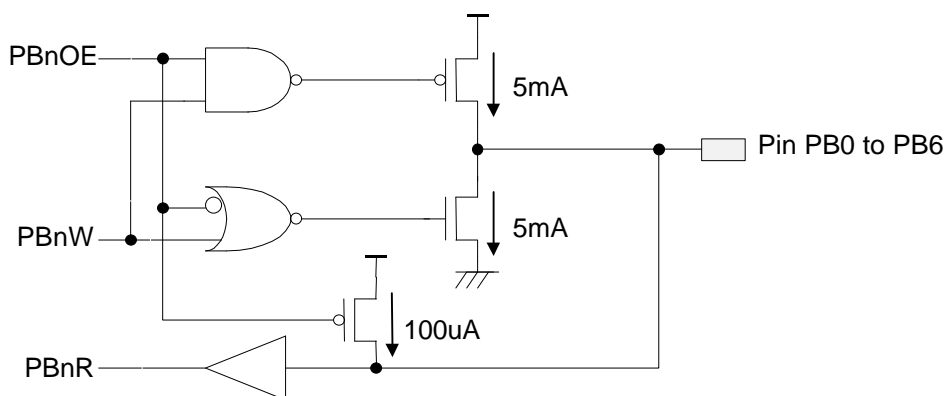 PBnOE
5mA
Pin PB0 to PB6
PBnW
5mA
100uA
PBnR